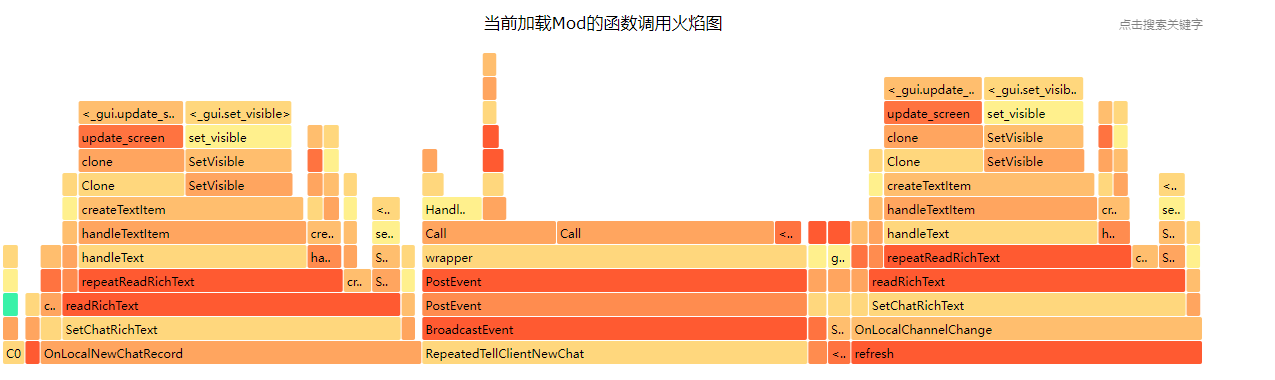 当前加载Mod的函数调用火焰图
点击搜索关键字
<_gui.update_.. <_gui.set_visib..
<_gui.update_s.. <_gui.set_visible> update_screen set_visible
update_screen set_visible clone SetVisible
clone SetVisible Clone SetVisible
Clone SetVisible createTextItem <..
createTextItem <.. Handl.. handleTextItem cr.. se..
handleTextItem cre.. se.. Call Call <.. handleText h.. S..
handleText ha.. S.. wrapper g.. repeatReadRichText c.. S..
repeatReadRichText cr.. S.. PostEvent readRichText
c.. readRichText PostEvent SetChatRichText
SetChatRichText BroadcastEvent S.. OnLocalChannelChange
C0 OnLocalNewChatRecord RepeatedTellClientNewChat <.. refresh